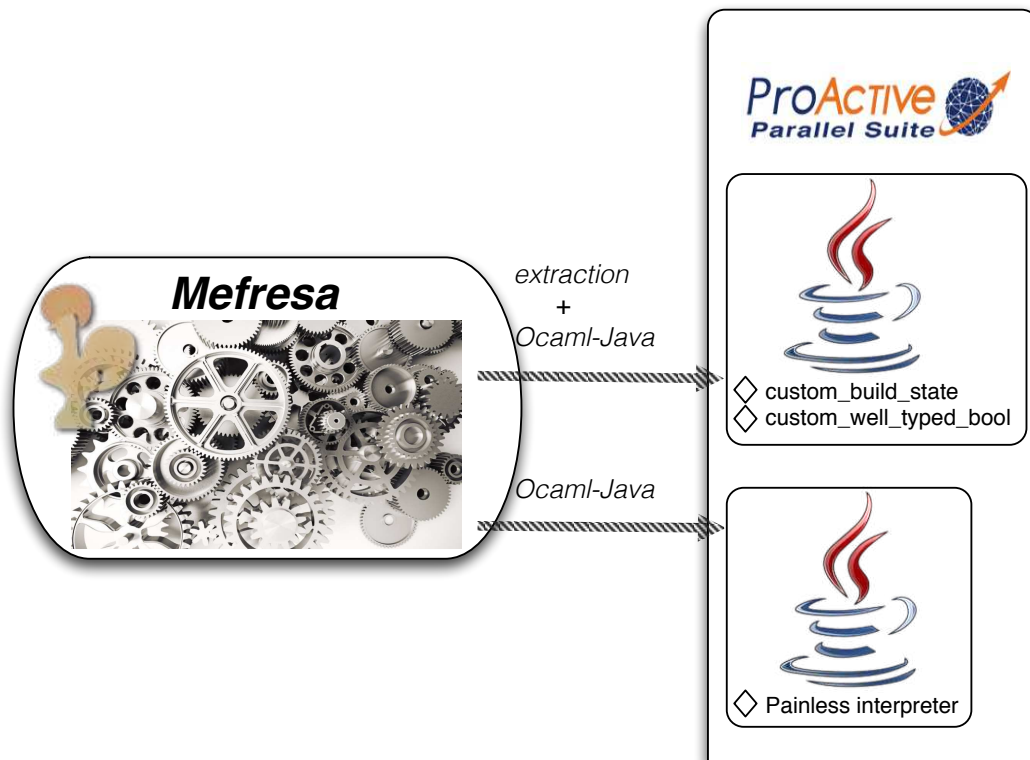 ProActive
Parallel Suite
Mefresa
extraction
+
Ocaml-Java
custom_build_state
custom_well_typed_bool
Ocaml-Java
Painless interpreter